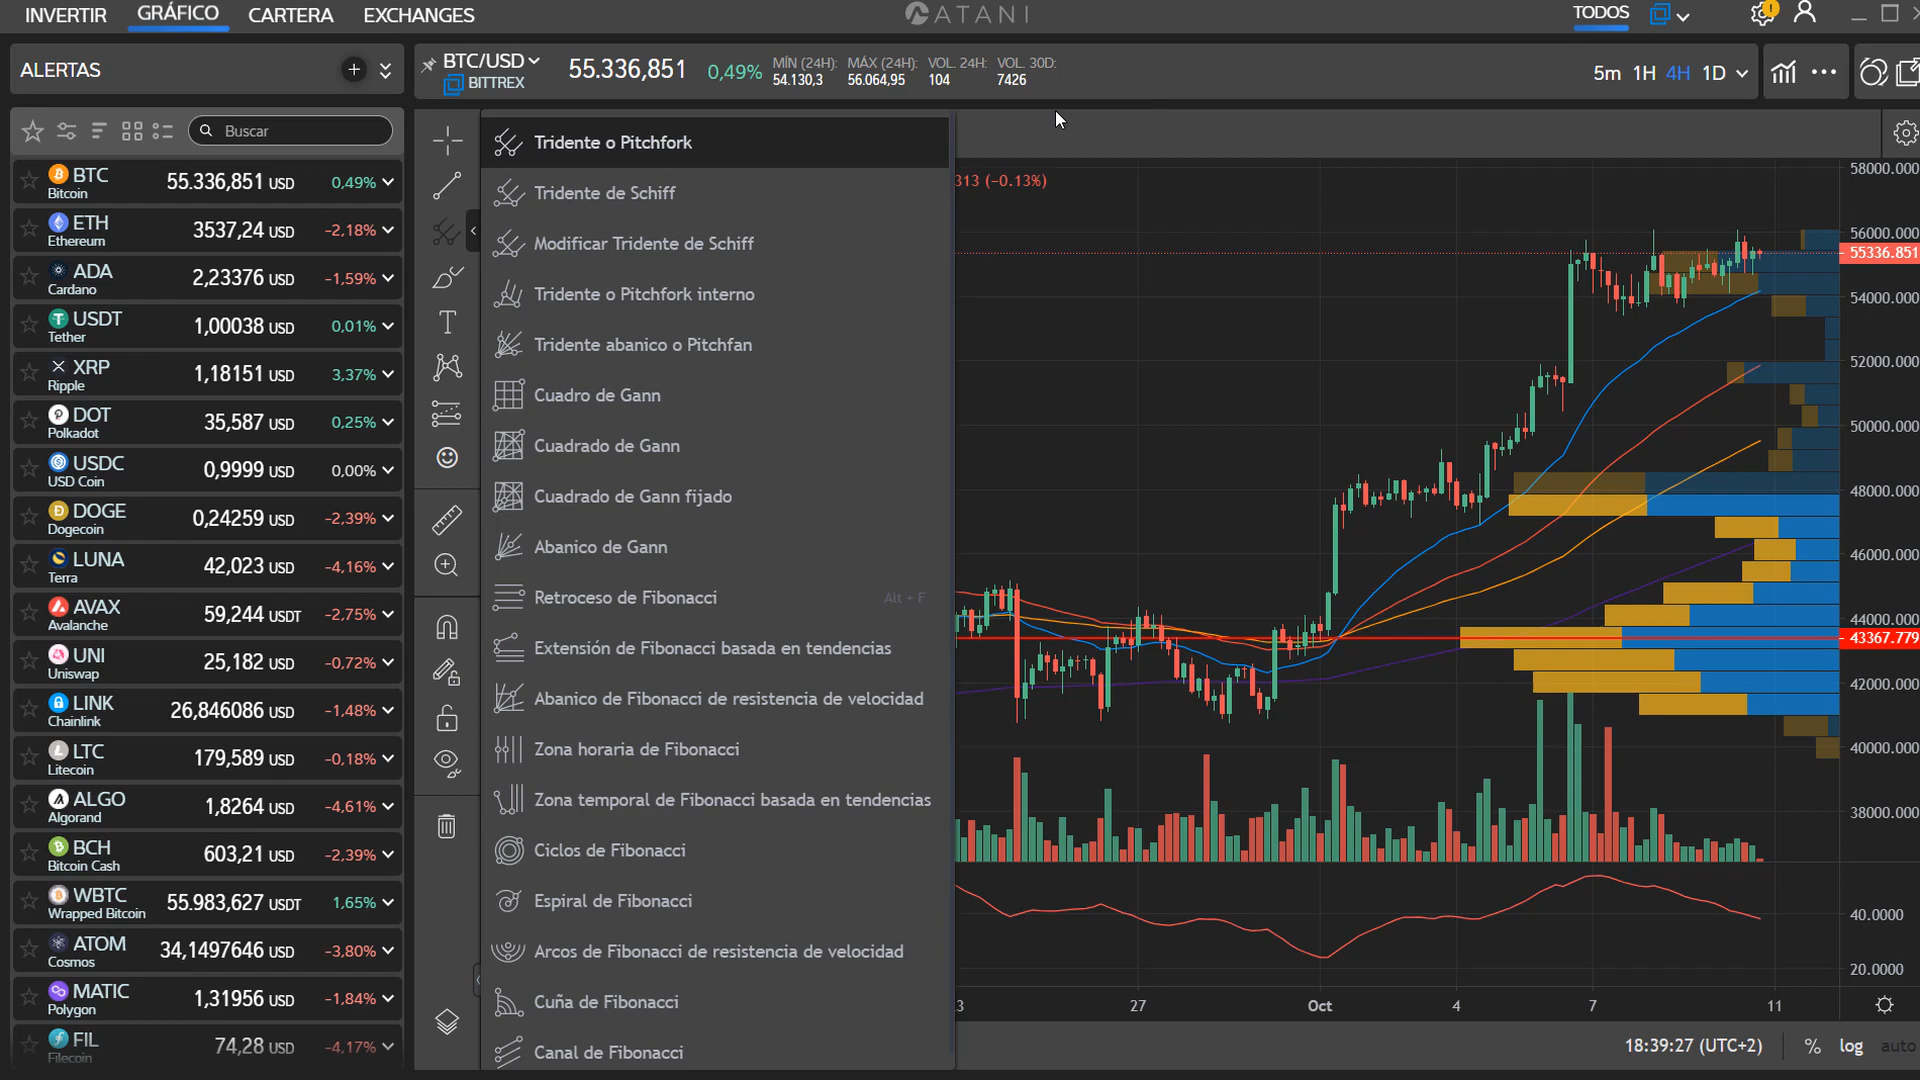 INVERTIR GRÁFICO CARTERA EXCHANGES ATANI TODOS
ALERTAS
BTC/USD
BITTREX
55.336,851 0,49%
MÍN (24H): MÁX (24H): VOL. 24H: VOL. 30D:
54.130,3 56.064,95 104 7426
5m 1H 4H 1D
Buscar
BTC 55.336,851 USD 0,49%
Bitcoin
ETH 3537,24 USD -2,18%
Ethereum
ADA 2,23376 USD -1,59%
Cardano
USDT 1,00038 USD 0,01%
Tether
XRP 1,18151 USD 3,37%
Ripple
DOT 35,587 USD 0,25%
Polkadot
USDC 0,9999 USD 0,00%
USD Coin
DOGE 0,24259 USD -2,39%
Dogecoin
LUNA 42,023 USD -4,16%
Terra
AVAX 59,244 USDT -2,75%
Avalanche
UNI 25,182 USD -0,72%
Uniswap
LINK 26,846086 USD -1,48%
Chainlink
LTC 179,589 USD -0,18%
Litecoin
ALGO 1,8264 USD -4,61%
Algorand
BCH 603,21 USD -2,39%
Bitcoin Cash
WBTC 55.983,627 USDT 1,65%
Wrapped Bitcoin
ATOM 34,1497646 USD -3,80%
Cosmos
MATIC 1,31956 USD -1,84%
Polygon
FIL 74,28 USD -4,17%
Filecoin
Tridente o Pitchfork
Tridente de Schiff
Modificar Tridente de Schiff
Tridente o Pitchfork interno
Tridente abanico o Pitchfan
Cuadro de Gann
Cuadrado de Gann
Cuadrado de Gann fijado
Abanico de Gann
Retroceso de Fibonacci Alt + F
Extensión de Fibonacci basada en tendencias
Abanico de Fibonacci de resistencia de velocidad
Zona horaria de Fibonacci
Zona temporal de Fibonacci basada en tendencias
Ciclos de Fibonacci
Espiral de Fibonacci
Arcos de Fibonacci de resistencia de velocidad
Cuña de Fibonacci
Canal de Fibonacci
313 (−0.13%)
58000.000
56000.000
55336.851
54000.000
52000.000
50000.000
48000.000
46000.000
44000.000
43367.779
42000.000
40000.000
38000.000
40.0000
20.0000
3 27 Oct 4 7 11
18:39:27 (UTC+2) % log auto